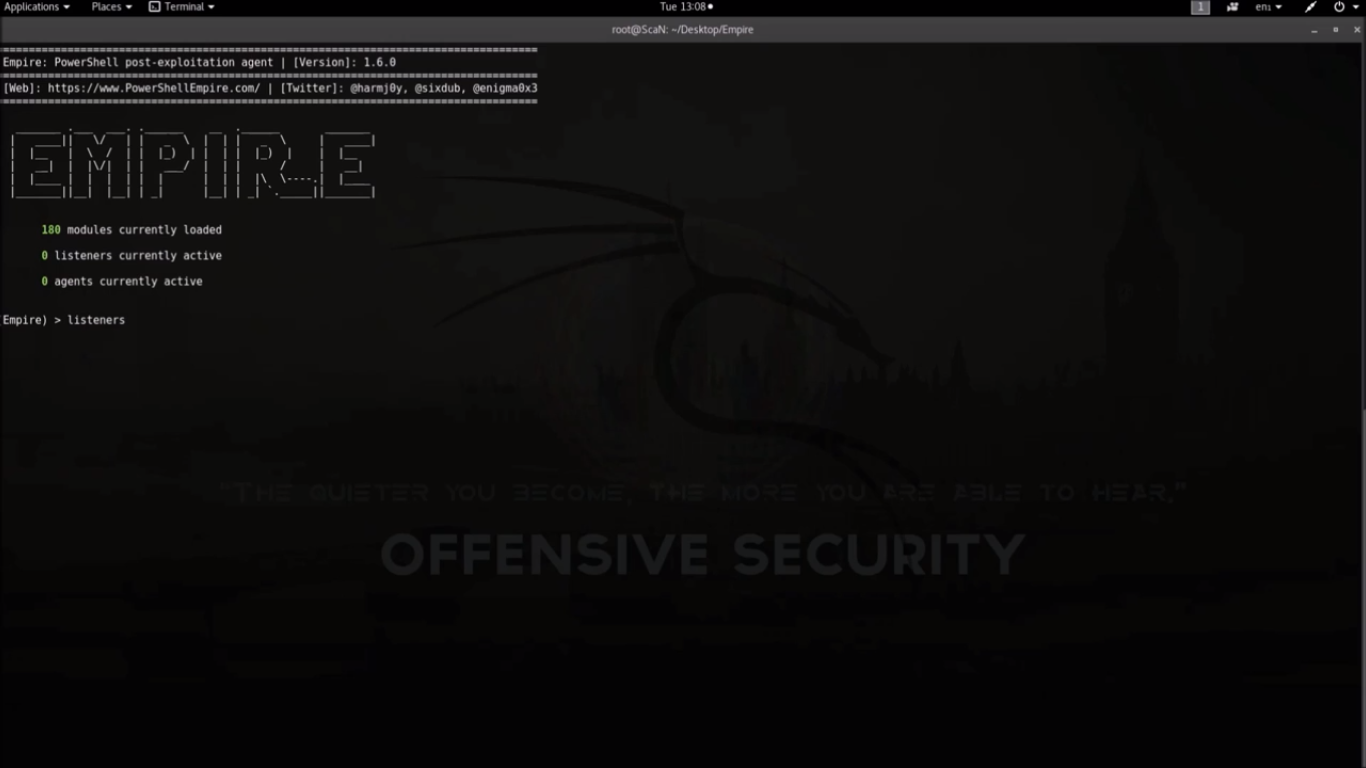 Applications Places Terminal Tue 13:08 1 en₁
root@ScaN: ~/Desktop/Empire
Empire: PowerShell post-exploitation agent | [Version]: 1.6.0
[Web]: https://www.PowerShellEmpire.com/ | [Twitter]: @harmj0y, @sixdub, @enigma0x3
EMPIRE
180 modules currently loaded
0 listeners currently active
0 agents currently active
Empire) > listeners
"THE QUIETER YOU BECOME, THE MORE YOU ARE ABLE TO HEAR."
OFFENSIVE SECURITY